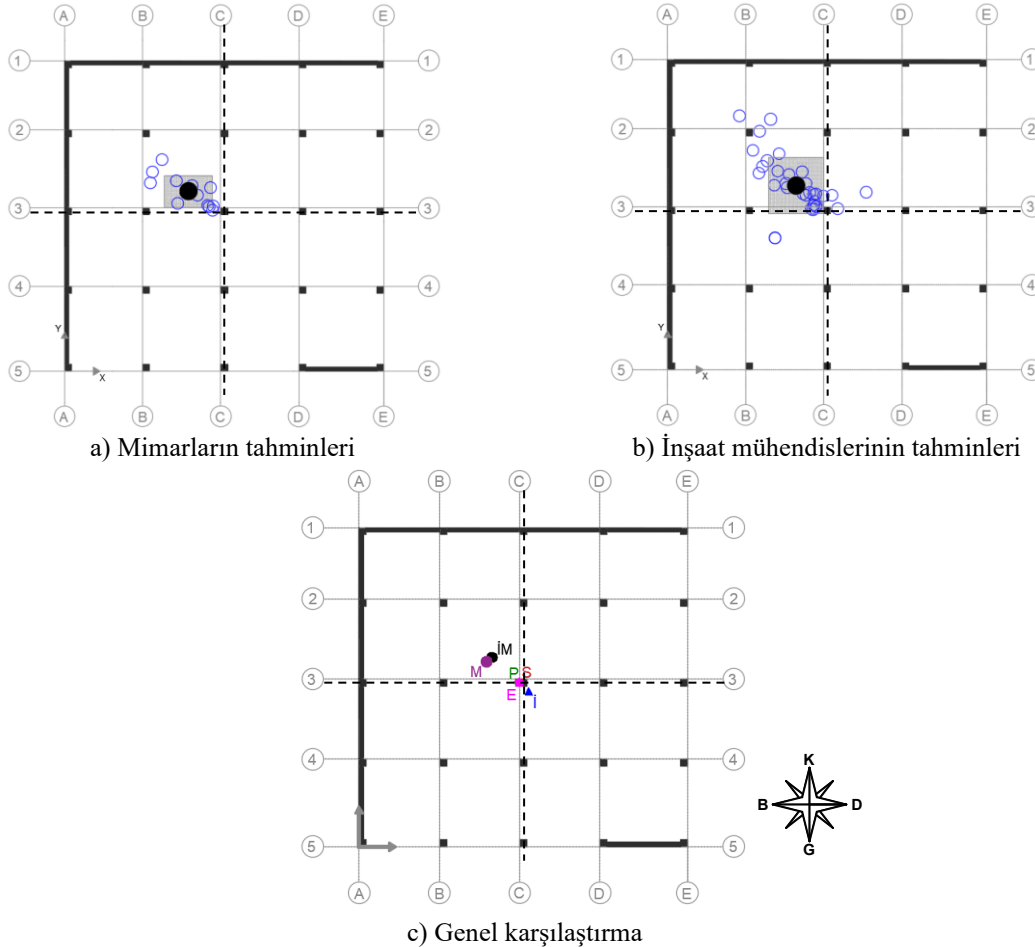 A B C D E
1 1
2 2
3 3
4 4
Y
X
5 5
A B C D E
a) Mimarların tahminleri
A B C D E
1 1
2 2
3 3
4 4
Y
X
5 5
A B C D E
b) İnşaat mühendislerinin tahminleri
A B C D E
1 1
2 2
İM
M P S
3 3
E İ
4 4
5 5
A B C D E
K
B D
G
c) Genel karşılaştırma